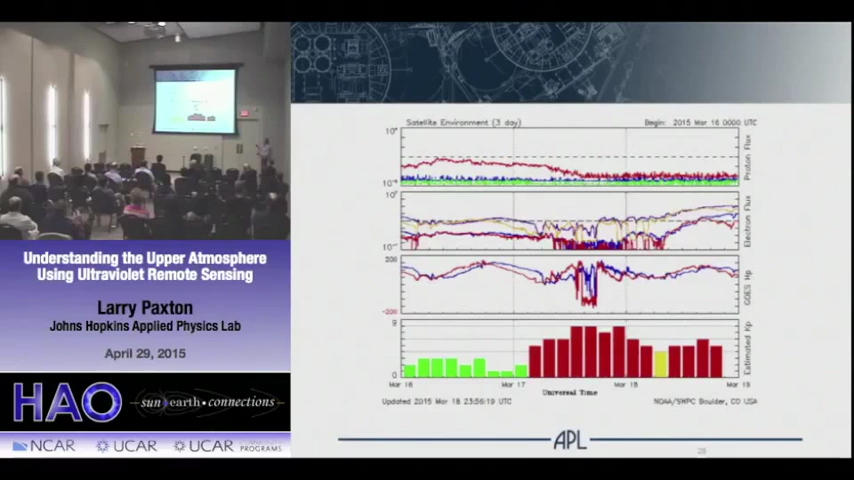 Understanding the Upper Atmosphere
Using Ultraviolet Remote Sensing
Larry Paxton
Johns Hopkins Applied Physics Lab
April 29, 2015
HAO
sun earth • connections
NCAR
UCAR
UCAR
PROGRAMS
Satellite Environment (3 day)
Begin: 2015 Mar 16 0000 UTC
Proton Flux
Electron Flux
200
GOES Hp
-200
9
Estimated Kp
0
Mar 16
Mar 17
Mar 18
Mar 19
Universal Time
Updated 2015 Mar 18 23:56:19 UTC
NOAA/SWPC Boulder, CO USA
APL